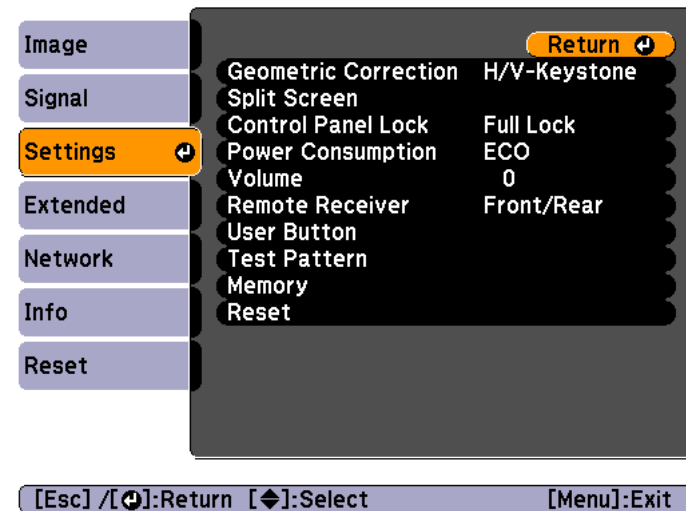 Image
Signal
Settings
Extended
Network
Info
Reset
Return
Geometric Correction H/V-Keystone
Split Screen
Control Panel Lock Full Lock
Power Consumption ECO
Volume 0
Remote Receiver Front/Rear
User Button
Test Pattern
Memory
Reset
[Esc] /[⏎]:Return [◆]:Select [Menu]:Exit